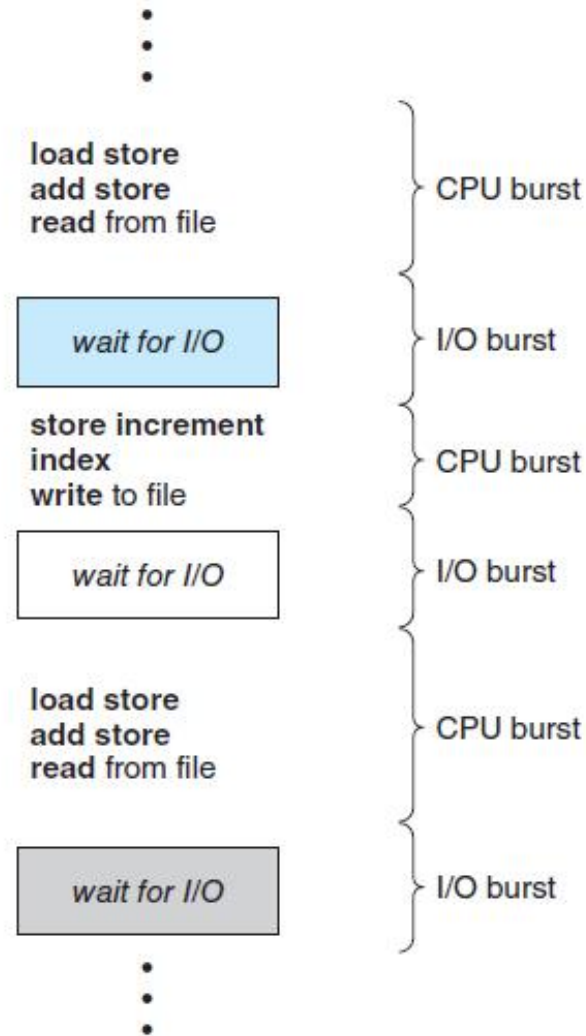 load store
add store
read from file
CPU burst
wait for I/O
I/O burst
store increment
index
write to file
CPU burst
wait for I/O
I/O burst
load store
add store
read from file
CPU burst
wait for I/O
I/O burst